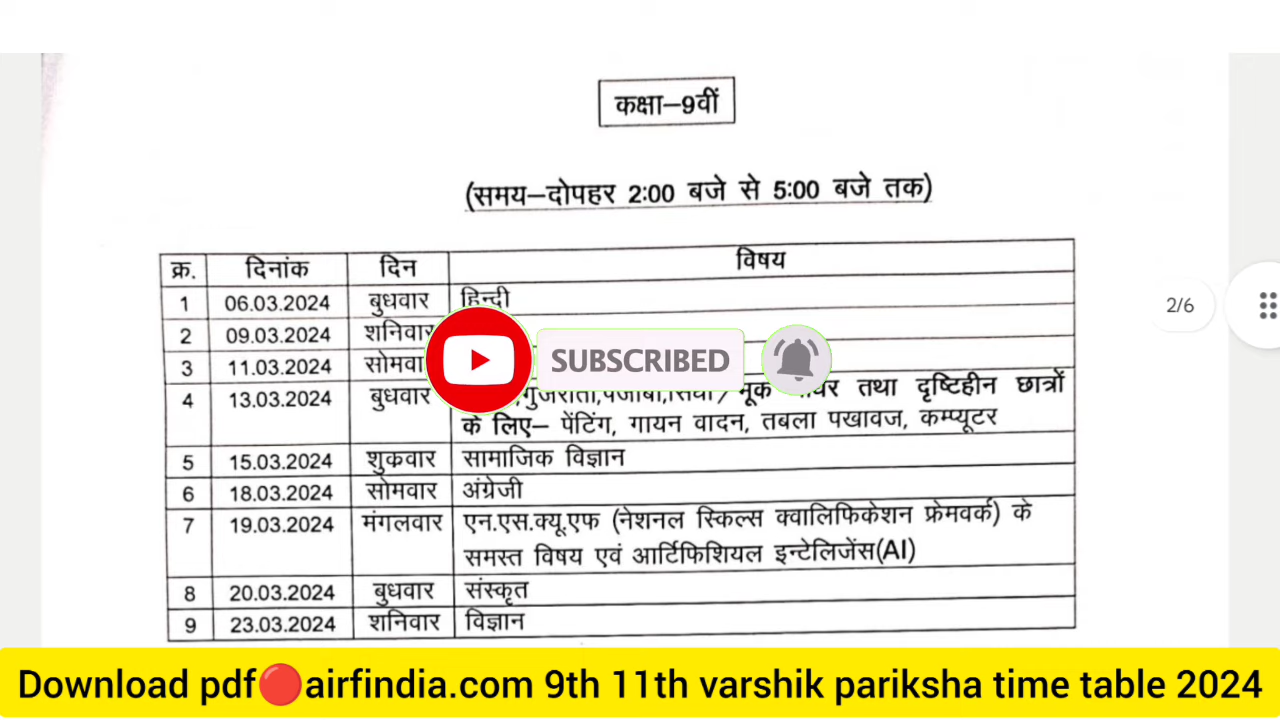 कक्षा–9वीं
(समय–दोपहर 2:00 बजे से 5:00 बजे तक)
क्र. दिनांक दिन विषय
1 06.03.2024 बुधवार हिन्दी
2 09.03.2024 शनिवार
3 11.03.2024
4 13.03.2024 बुधवार तथा दृष्टिहीन छात्रों
के लिए– पेंटिंग, गायन वादन, तबला पखावज, कम्प्यूटर
5 15.03.2024 शुकवार सामाजिक विज्ञान
6 18.03.2024 सोमवार अंग्रेजी
7 19.03.2024 मंगलवार एन.एस.क्यू.एफ (नेशनल स्किल्स क्वालिफिकेशन फ्रेमवर्क) के
समस्त विषय एवं आर्टिफिशियल इन्टेलिजेंस(AI)
8 20.03.2024 बुधवार संस्कृत
9 23.03.2024 शनिवार विज्ञान
SUBSCRIBED
2/6
Download pdf🔴airfindia.com 9th 11th varshik pariksha time table 2024